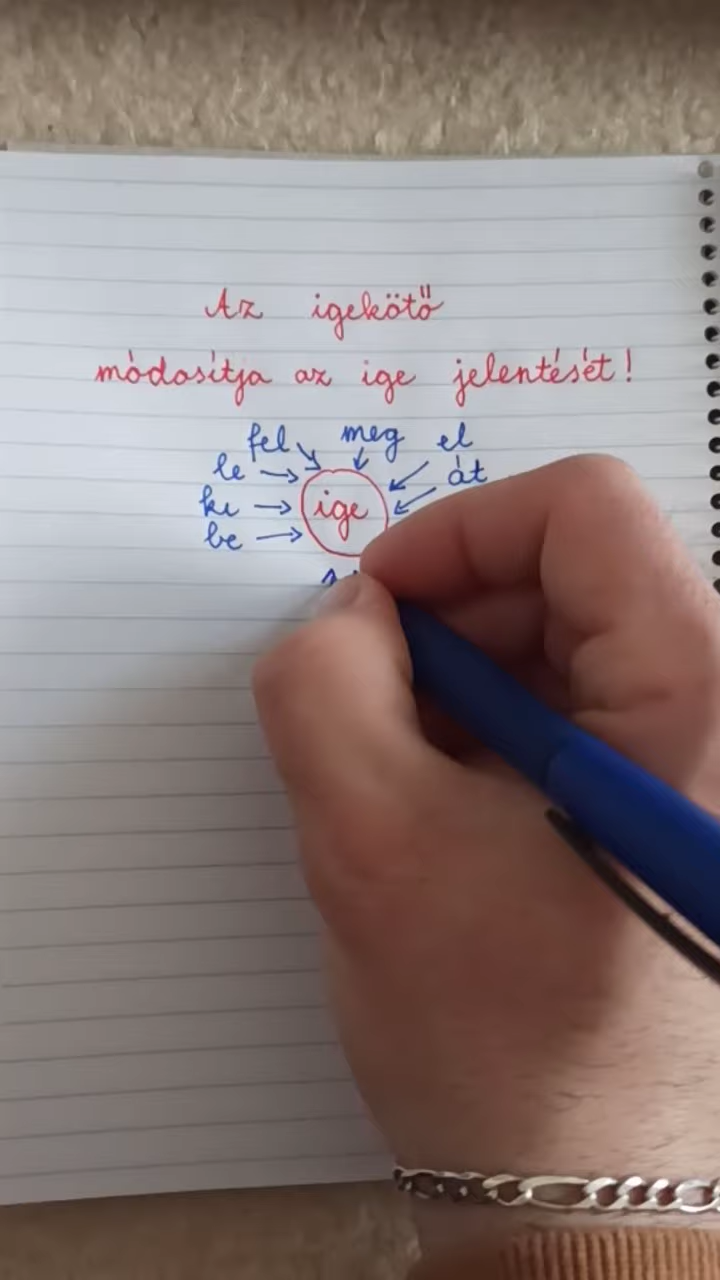 Az igekötő
módosítja az ige jelentését!
fel meg el
le át
ki ige
be